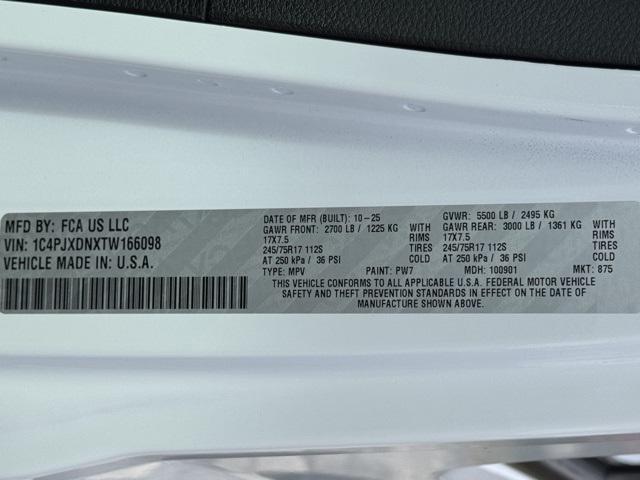 MFD BY: FCA US LLC
VIN: 1C4PJXDNXTW166098
VEHICLE MADE IN: U.S.A.
DATE OF MFR (BUILT): 10-25
GAWR FRONT: 2700 LB / 1225 KG WITH
17X7.5 RIMS
245/75R17 112S TIRES
AT 250 kPa / 36 PSI COLD
TYPE: MPV PAINT: PW7
GVWR: 5500 LB / 2495 KG
GAWR REAR: 3000 LB / 1361 KG WITH
17X7.5 RIMS
245/75R17 112S TIRES
AT 250 kPa / 36 PSI COLD
MDH: 100901 MKT: 875
THIS VEHICLE CONFORMS TO ALL APPLICABLE U.S.A. FEDERAL MOTOR VEHICLE
SAFETY AND THEFT PREVENTION STANDARDS IN EFFECT ON THE DATE OF
MANUFACTURE SHOWN ABOVE.